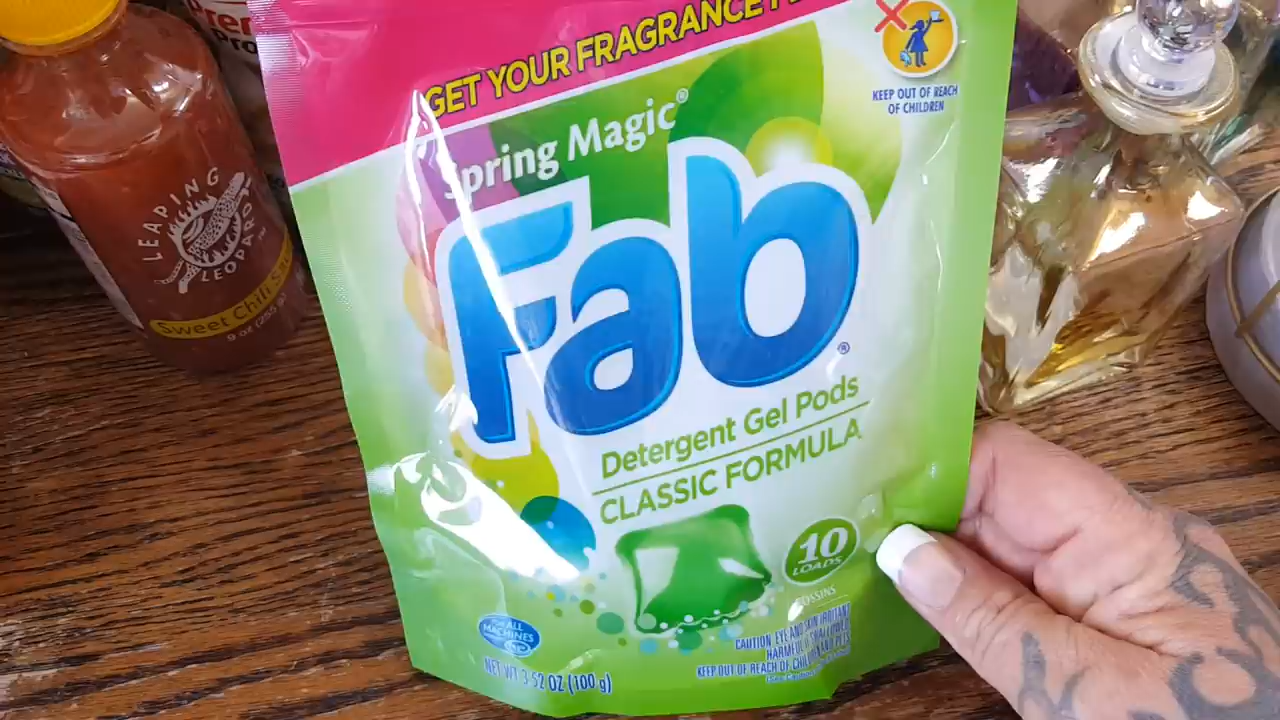 GET YOUR FRAGRANCE
Spring Magic®
Fab®
Detergent Gel Pods
CLASSIC FORMULA
10
LOADS
KEEP OUT OF REACH
OF CHILDREN
ALL
MACHINES
NET WT 3.52 OZ (100 g)
CAUTION: EYE AND SKIN IRRITANT
HARMFUL IF SWALLOWED
KEEP OUT OF REACH OF CHILDREN AND PETS
LEAPING
LEOPARD™
Sweet Chili
9 oz (255